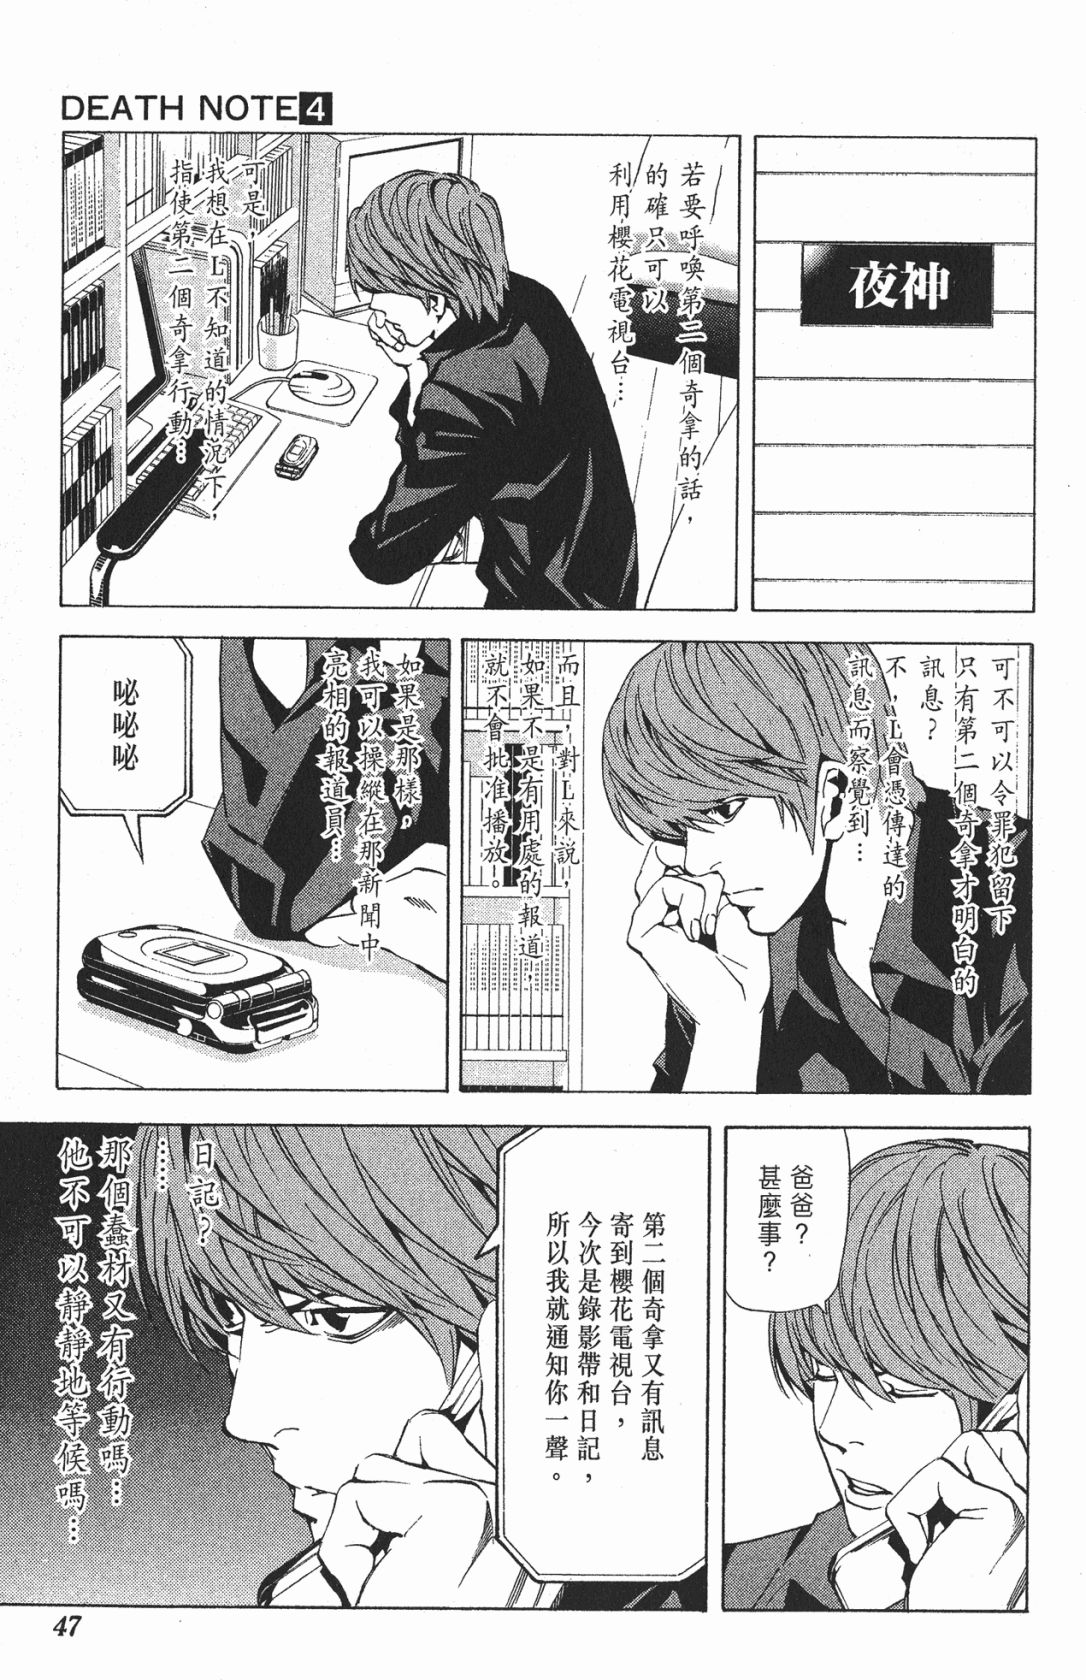 DEATH NOTE 4
夜神
若要呼喚第二個奇拿的話，
的確只可以
利用櫻花電視台…
可是，
我想在L不知道的情況下，
指使第二個奇拿行動…
可不可以令罪犯留下
只有第二個奇拿才明白的
訊息？
不，L會憑傳達的
訊息而察覺到…
而且，對L來說，
如果不是有用處的報道，
就不會批准播放。
如果是那樣，
我可以操縱在那新聞中
亮相的報道員…
咇咇咇
爸爸？
甚麼事？
第二個奇拿又有訊息
寄到櫻花電視台，
今次是錄影帶和日記，
所以我就通知你一聲。
日記？
……
那個蠢材又有行動嗎…
他不可以靜靜地等候嗎…
47